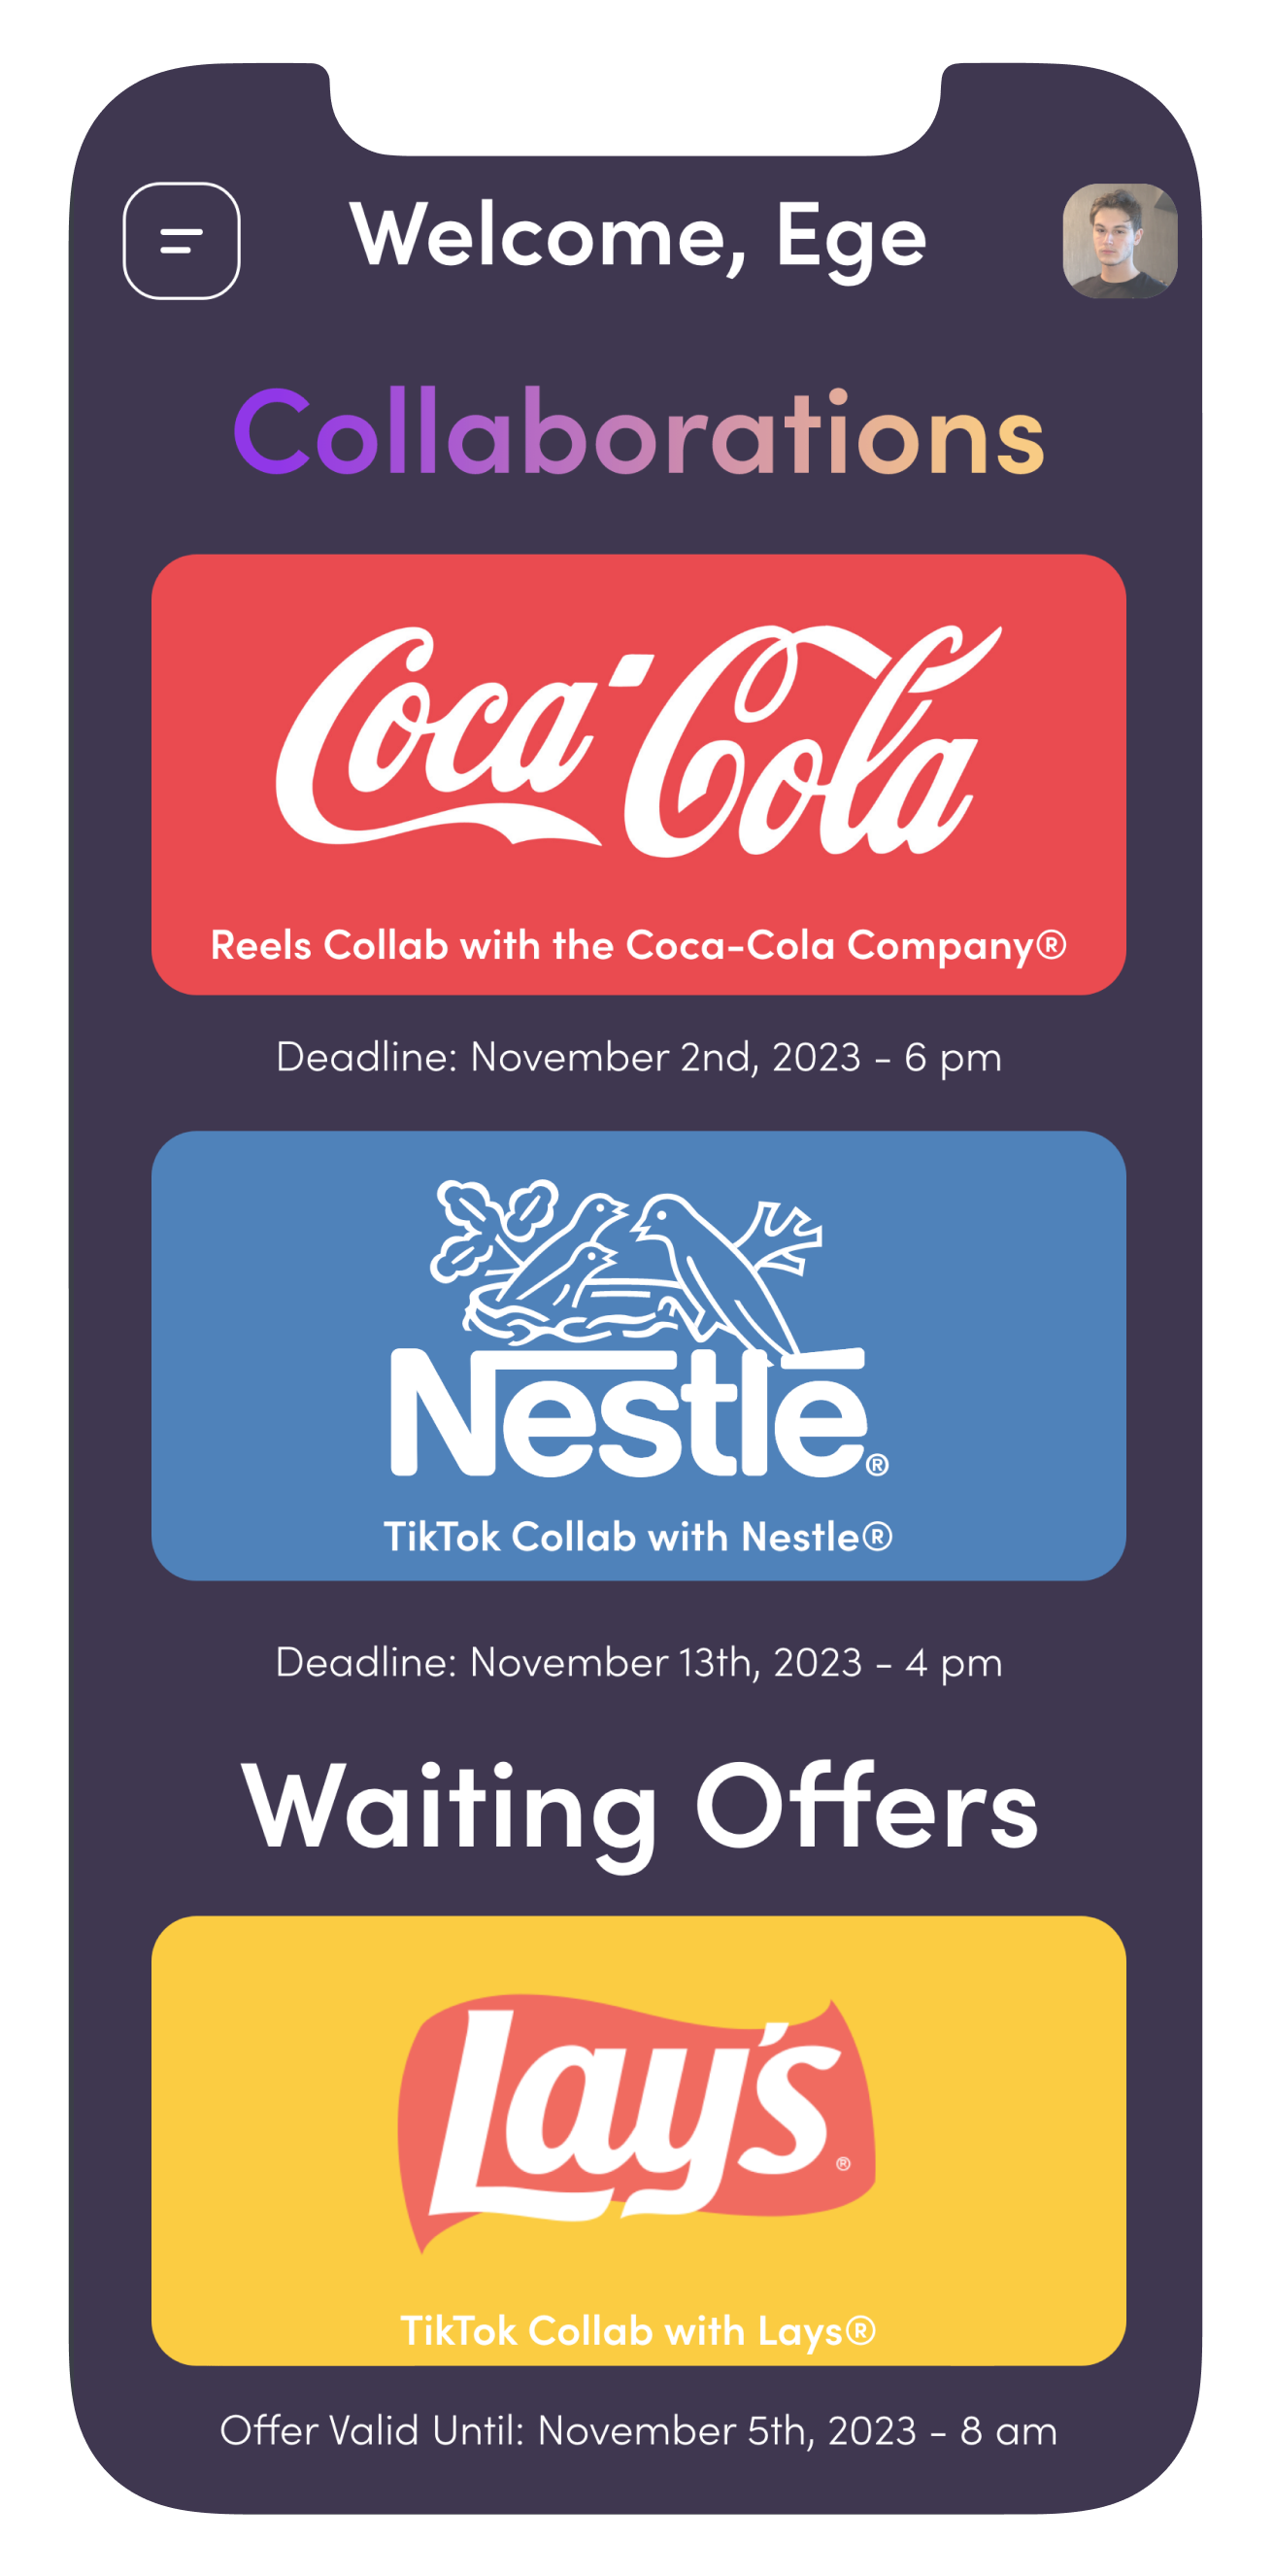 Welcome, Ege
Collaborations
Coca-Cola
Reels Collab with the Coca-Cola Company®
Deadline: November 2nd, 2023 - 6 pm
Nestlé®
TikTok Collab with Nestle®
Deadline: November 13th, 2023 - 4 pm
Waiting Offers
Lay's®
TikTok Collab with Lays®
Offer Valid Until: November 5th, 2023 - 8 am